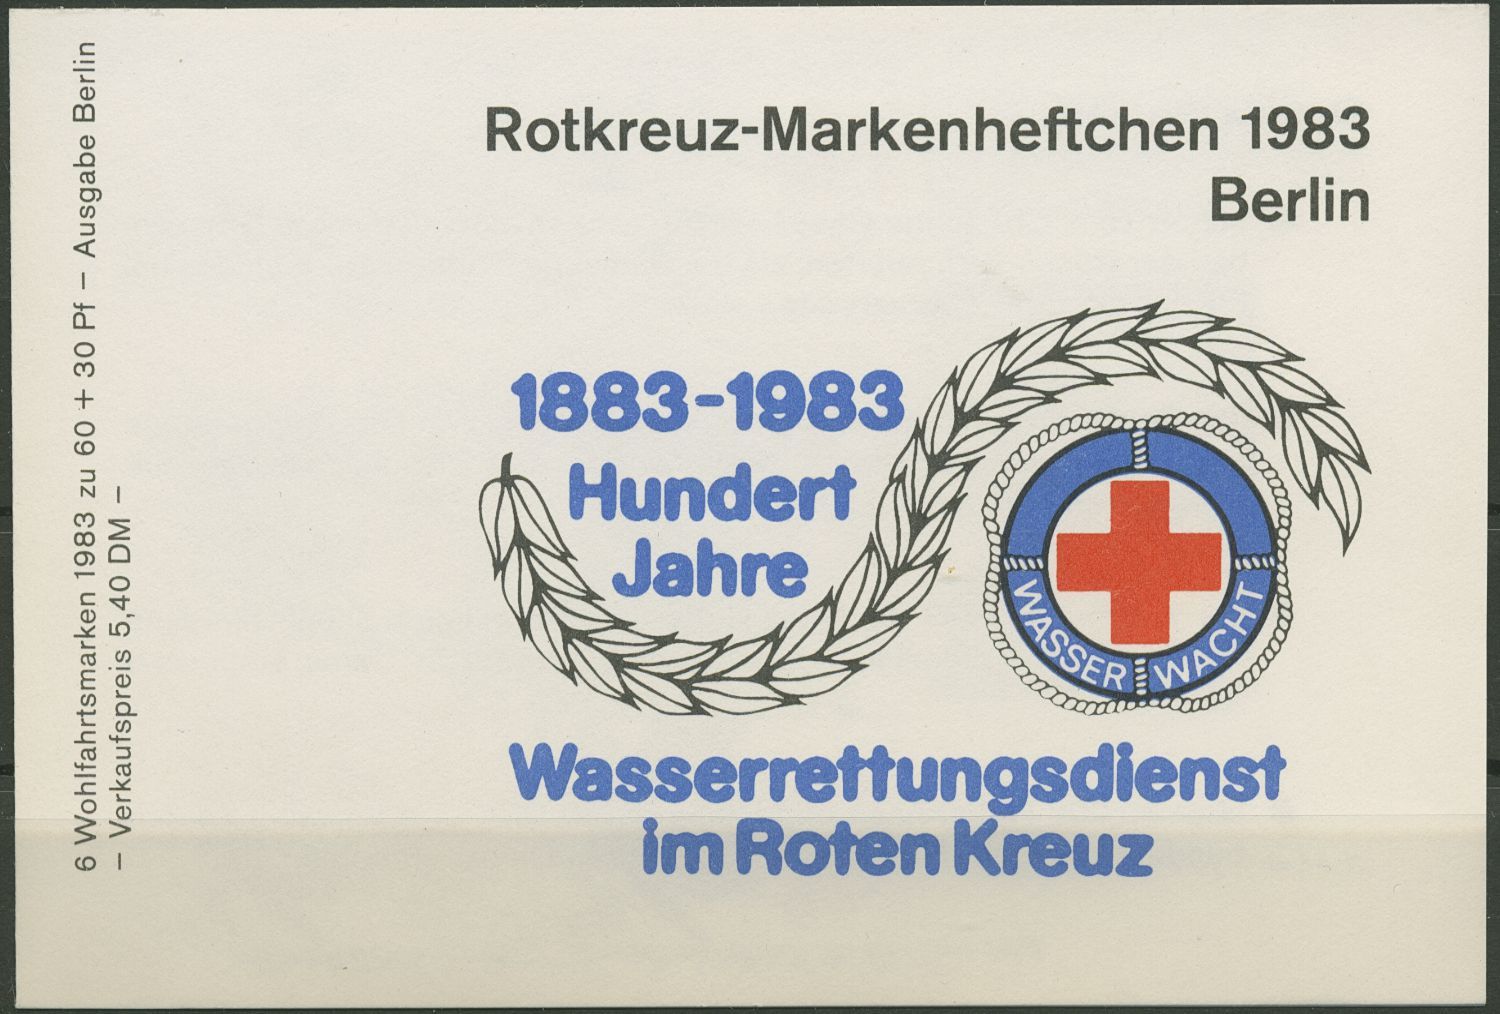 Rotkreuz-Markenheftchen 1983
Berlin
1883-1983
Hundert
Jahre
WASSER WACHT
Wasserrettungsdienst
im Roten Kreuz
6 Wohlfahrtsmarken 1983 zu 60 + 30 Pf – Ausgabe Berlin
– Verkaufspreis 5,40 DM –